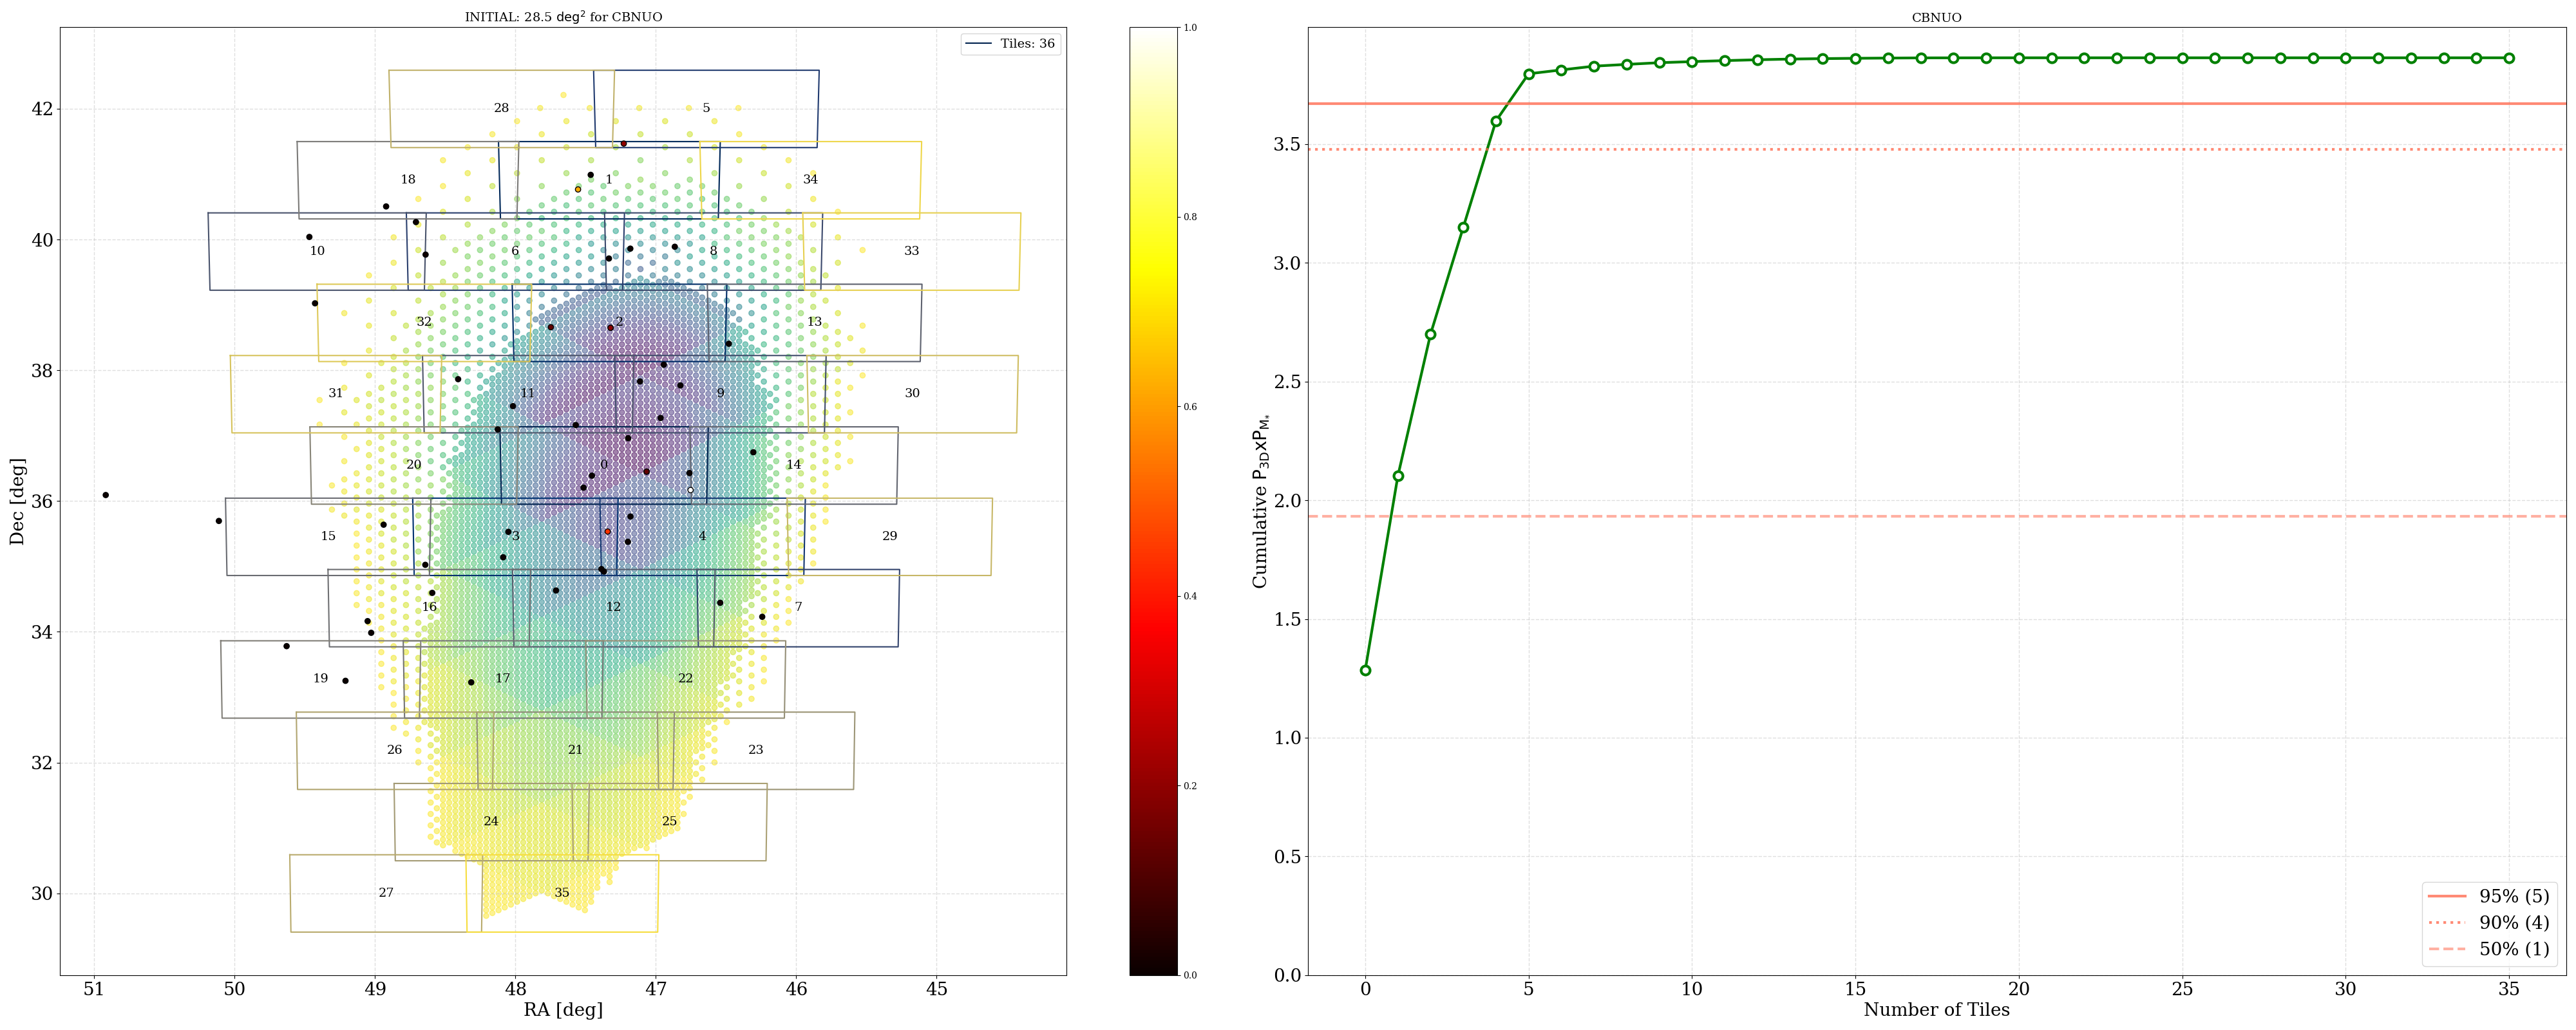 INITIAL: 28.5 deg² for CBNUO
Tiles: 36
42
40
38
36
34
32
30
Dec [deg]
28 5
18 1 34
10 6 8 33
32 2 13
31 11 9 30
20 0 14
15 3 4 29
16 12 7
19 17 22
26 21 23
24 25
27 35
51 50 49 48 47 46 45
RA [deg]
1.0
0.8
0.6
0.4
0.2
0.0
CBNUO
Cumulative P3DxPM*
3.5
3.0
2.5
2.0
1.5
1.0
0.5
0.0
95% (5)
90% (4)
50% (1)
0 5 10 15 20 25 30 35
Number of Tiles